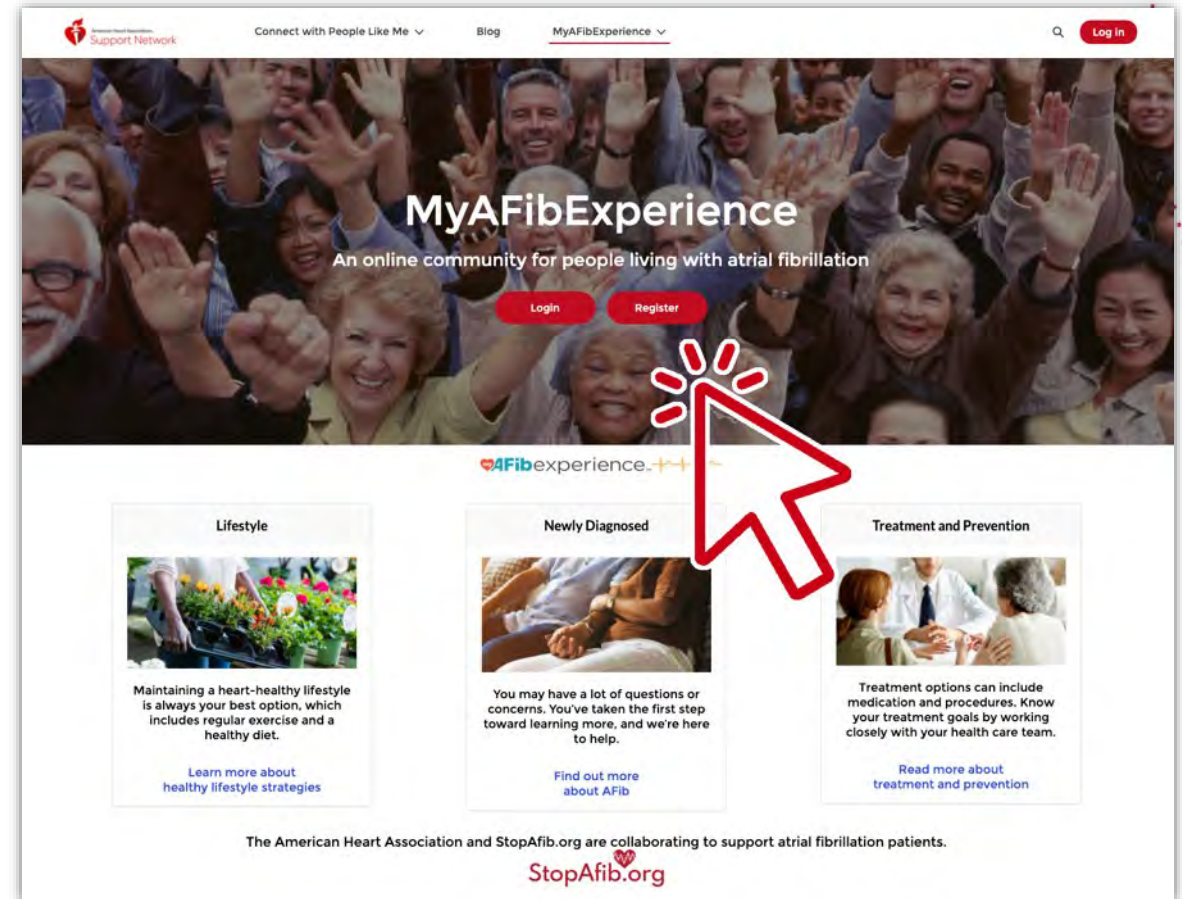 American Heart Association.
Support Network
Connect with People Like Me
Blog
MyAFibExperience
Log in
MyAFibExperience
An online community for people living with atrial fibrillation
Login
Register
AFibexperience
Lifestyle
Maintaining a heart-healthy lifestyle
is always your best option, which
includes regular exercise and a
healthy diet.
Learn more about
healthy lifestyle strategies
Newly Diagnosed
You may have a lot of questions or
concerns. You've taken the first step
toward learning more, and we're here
to help.
Find out more
about AFib
Treatment and Prevention
Treatment options can include
medication and procedures. Know
your treatment goals by working
closely with your health care team.
Read more about
treatment and prevention
The American Heart Association and StopAfib.org are collaborating to support atrial fibrillation patients.
StopAfib.org